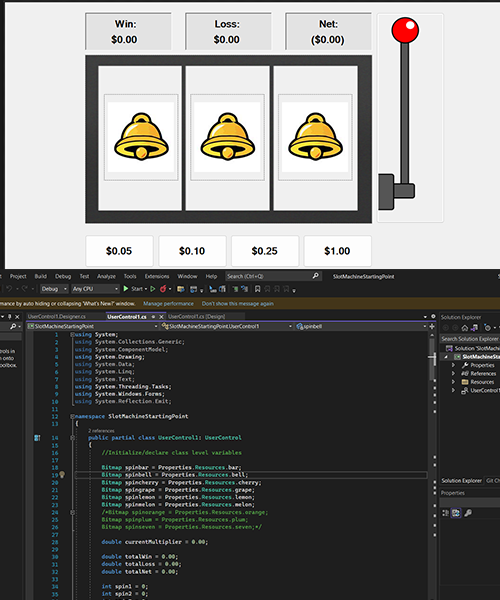 Win:
$0.00
Loss:
$0.00
Net:
($0.00)
$0.05
$0.10
$0.25
$1.00
Project Build Debug Test Analyze Tools Extensions Window Help Search (Ctrl+Q) SlotMachineStartingPoint
Debug Any CPU Start
mance by auto hiding or collapsing 'What's New?' window. Manage performance Don't show this message again
UserControl1.Designer.cs UserControl1.cs UserControl1.cs [Design]
SlotMachineStartingPoint SlotMachineStartingPoint.UserControl1 spinbell
trols in
onto
toolbox.
1 using System;
2 using System.Collections.Generic;
3 using System.ComponentModel;
4 using System.Drawing;
5 using System.Data;
6 using System.Linq;
7 using System.Text;
8 using System.Threading.Tasks;
9 using System.Windows.Forms;
10 using System.Reflection.Emit;
11
12 namespace SlotMachineStartingPoint
13 {
2 references
14 public partial class UserControl1: UserControl
15 {
16 //Initialize/declare class level variables
17
18 Bitmap spinbar = Properties.Resources.bar;
19 Bitmap spinbell = Properties.Resources.bell;
20 Bitmap spincherry = Properties.Resources.cherry;
21 Bitmap spingrape = Properties.Resources.grape;
22 Bitmap spinlemon = Properties.Resources.lemon;
23 Bitmap spinmelon = Properties.Resources.melon;
24 /*Bitmap spinorange = Properties.Resources.orange;
25 Bitmap spinplum = Properties.Resources.plum;
26 Bitmap spinseven = Properties.Resources.seven;*/
27
28 double currentMultiplier = 0.00;
29
30 double totalWin = 0.00;
31 double totalLoss = 0.00;
32 double totalNet = 0.00;
33
34 int spin1 = 0;
35 int spin2 = 0;
Solution Explorer
Search Solution Explorer
Solution 'SlotMachi
SlotMachineStartin
Properties
References
Resources
UserControl1
Solution Explorer Git Ch
Properties